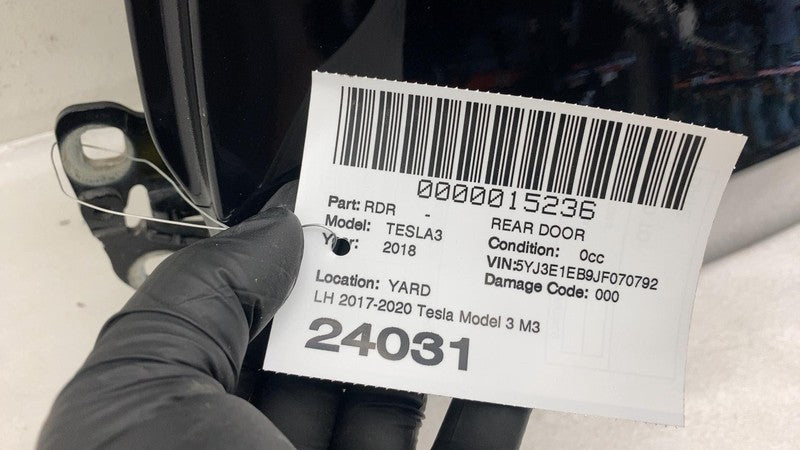 0000015236
Part: RDR - REAR DOOR
Model: TESLA3 Condition: 0cc
Year: 2018 VIN:5YJ3E1EB9JF070792
Location: YARD Damage Code: 000
LH 2017-2020 Tesla Model 3 M3
24031